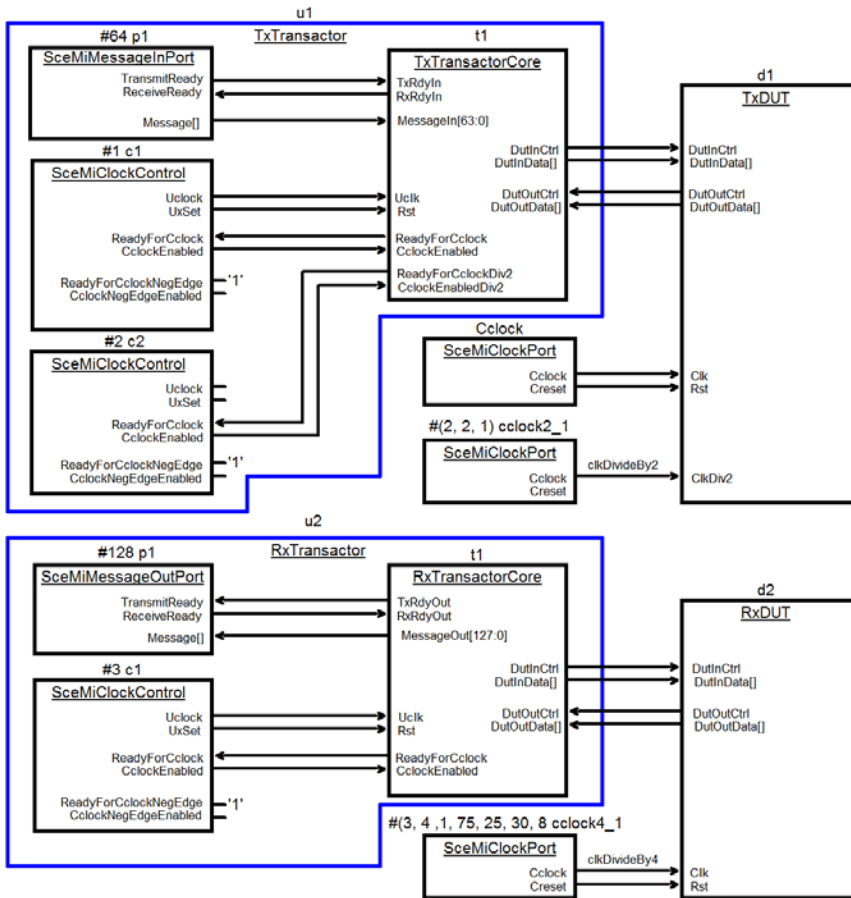 u1
#64 p1
TxTransactor
t1
SceMiMessageInPort
TransmitReady
ReceiveReady
Message[]
TxTransactorCore
TxRdyIn
RxRdyIn
MessageIn[63:0]
DutInCtrl
DutInData[]
DutOutCtrl
DutOutData[]
Uclk
Rst
ReadyForCclock
CclockEnabled
ReadyForCclockDiv2
CclockEnabledDiv2
d1
TxDUT
DutInCtrl
DutInData[]
DutOutCtrl
DutOutData[]
Clk
Rst
ClkDiv2
#1 c1
SceMiClockControl
Uclock
UxSet
ReadyForCclock
CclockEnabled
ReadyForCclockNegEdge
'1'
CclockNegEdgeEnabled
#2 c2
SceMiClockControl
Uclock
UxSet
ReadyForCclock
CclockEnabled
ReadyForCclockNegEdge
'1'
CclockNegEdgeEnabled
Cclock
SceMiClockPort
Cclock
Creset
#(2, 2, 1) cclock2_1
SceMiClockPort
Cclock
Creset
clkDivideBy2
u2
#128 p1
RxTransactor
t1
SceMiMessageOutPort
TransmitReady
ReceiveReady
Message[]
RxTransactorCore
TxRdyOut
RxRdyOut
MessageOut[127:0]
DutInCtrl
DutInData[]
DutOutCtrl
DutOutData[]
Uclk
Rst
ReadyForCclock
CclockEnabled
d2
RxDUT
DutInCtrl
DutInData[]
DutOutCtrl
DutOutData[]
Clk
Rst
#3 c1
SceMiClockControl
Uclock
UxSet
ReadyForCclock
CclockEnabled
ReadyForCclockNegEdge
'1'
CclockNegEdgeEnabled
#(3, 4 ,1, 75, 25, 30, 8 cclock4_1
SceMiClockPort
Cclock
Creset
clkDivideBy4